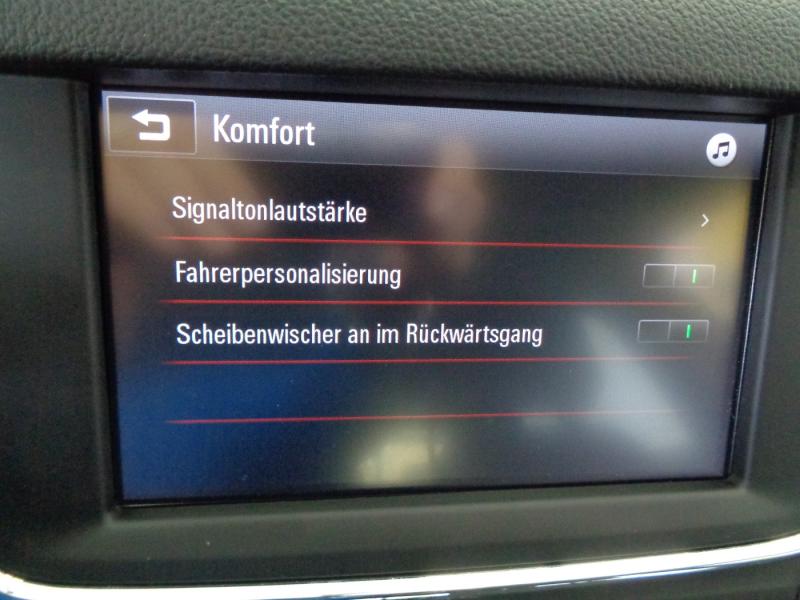 Komfort
Signaltonlautstärke
Fahrerpersonalisierung
Scheibenwischer an im Rückwärtsgang